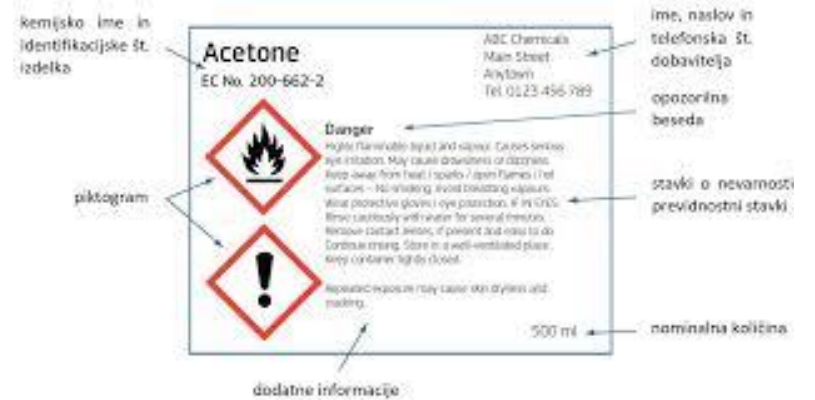 kemijsko ime in
identifikacijske št.
izdelka
Acetone
EC No. 200-662-2
ABC Chemicals
Main Street
Anytown
Tel. 0123 456 789
ime, naslov in
telefonska št.
dobavitelja
opozorilna
beseda
piktogram
Danger
Highly flammable liquid and vapour. Causes serious
eye irritation. May cause drowsiness or dizziness.
Keep away from heat / sparks / open flames / hot
surfaces – No smoking. Avoid breathing vapours.
Wear protective gloves / eye protection. IF IN EYES:
Rinse cautiously with water for several minutes.
Remove contact lenses, if present and easy to do.
Continue rinsing. Store in a well-ventilated place.
Keep container tightly closed.
Repeated exposure may cause skin dryness and
cracking.
stavki o nevarnosti
previdnostni stavki
500 ml
nominalna količina
dodatne informacije